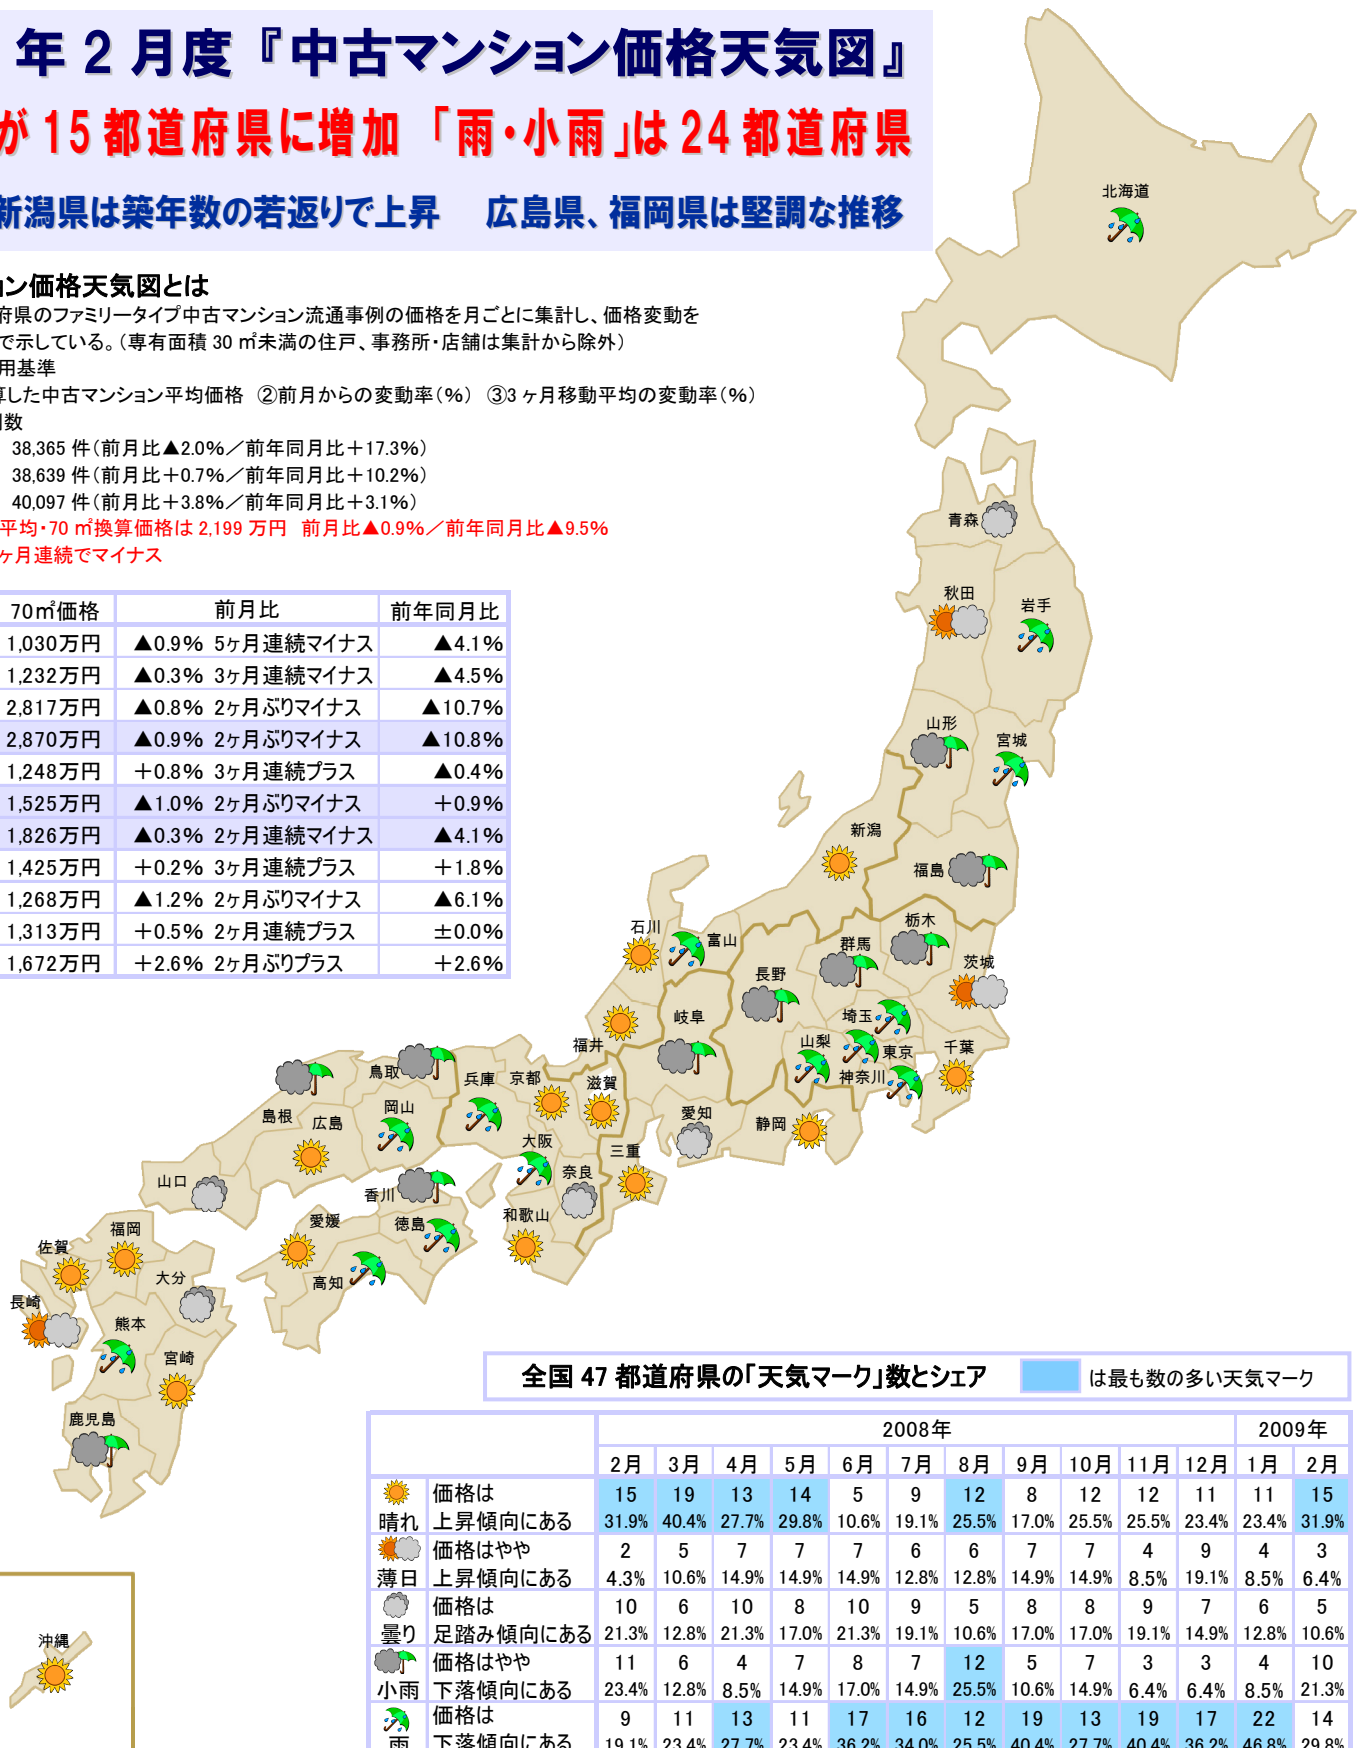 年 2 月度『中古マンション価格天気図』
が 15 都道府県に増加 「雨・小雨」は 24 都道府県
新潟県は築年数の若返りで上昇 広島県、福岡県は堅調な推移
ン価格天気図とは
府県のファミリータイプ中古マンション流通事例の価格を月ごとに集計し、価格変動を
で示している。（専有面積 30 ㎡未満の住戸、事務所・店舗は集計から除外）
用基準
算した中古マンション平均価格 ②前月からの変動率（%） ③3 ヶ月移動平均の変動率（%）
数
38,365 件（前月比▲2.0%／前年同月比＋17.3%）
38,639 件（前月比＋0.7%／前年同月比＋10.2%）
40,097 件（前月比＋3.8%／前年同月比＋3.1%）
平均・70 ㎡換算価格は 2,199 万円 前月比▲0.9%／前年同月比▲9.5%
ヶ月連続でマイナス
70㎡価格 前月比 前年同月比
1,030万円 ▲0.9% 5ヶ月連続マイナス ▲4.1%
1,232万円 ▲0.3% 3ヶ月連続マイナス ▲4.5%
2,817万円 ▲0.8% 2ヶ月ぶりマイナス ▲10.7%
2,870万円 ▲0.9% 2ヶ月ぶりマイナス ▲10.8%
1,248万円 ＋0.8% 3ヶ月連続プラス ▲0.4%
1,525万円 ▲1.0% 2ヶ月ぶりマイナス ＋0.9%
1,826万円 ▲0.3% 2ヶ月連続マイナス ▲4.1%
1,425万円 ＋0.2% 3ヶ月連続プラス ＋1.8%
1,268万円 ▲1.2% 2ヶ月ぶりマイナス ▲6.1%
1,313万円 ＋0.5% 2ヶ月連続プラス ±0.0%
1,672万円 ＋2.6% 2ヶ月ぶりプラス ＋2.6%
北海道
青森
秋田
岩手
山形
宮城
新潟
福島
石川
富山
栃木
群馬
茨城
長野
岐阜
埼玉
山梨
東京
千葉
福井
神奈川
鳥取
兵庫
京都
滋賀
島根
広島
岡山
愛知
静岡
大阪
三重
山口
香川
奈良
福岡
愛媛
徳島
和歌山
佐賀
大分
高知
長崎
熊本
宮崎
鹿児島
沖縄
全国 47 都道府県の「天気マーク」数とシェア は最も数の多い天気マーク
2008年 2009年
2月 3月 4月 5月 6月 7月 8月 9月 10月 11月 12月 1月 2月
価格は 15 19 13 14 5 9 12 8 12 12 11 11 15
晴れ 上昇傾向にある 31.9% 40.4% 27.7% 29.8% 10.6% 19.1% 25.5% 17.0% 25.5% 25.5% 23.4% 23.4% 31.9%
価格はやや 2 5 7 7 7 6 6 7 7 4 9 4 3
薄日 上昇傾向にある 4.3% 10.6% 14.9% 14.9% 14.9% 12.8% 12.8% 14.9% 14.9% 8.5% 19.1% 8.5% 6.4%
価格は 10 6 10 8 10 9 5 8 8 9 7 6 5
曇り 足踏み傾向にある 21.3% 12.8% 21.3% 17.0% 21.3% 19.1% 10.6% 17.0% 17.0% 19.1% 14.9% 12.8% 10.6%
価格はやや 11 6 4 7 8 7 12 5 7 3 3 4 10
小雨 下落傾向にある 23.4% 12.8% 8.5% 14.9% 17.0% 14.9% 25.5% 10.6% 14.9% 6.4% 6.4% 8.5% 21.3%
価格は 9 11 13 11 17 16 12 19 13 19 17 22 14
雨 下落傾向にある 19.1% 23.4% 27.7% 23.4% 36.2% 34.0% 25.5% 40.4% 27.7% 40.4% 36.2% 46.8% 29.8%